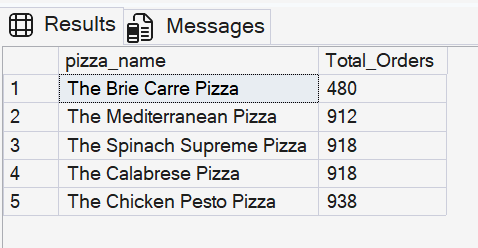 Results Messages
pizza_name Total_Orders
1 The Brie Carre Pizza 480
2 The Mediterranean Pizza 912
3 The Spinach Supreme Pizza 918
4 The Calabrese Pizza 918
5 The Chicken Pesto Pizza 938